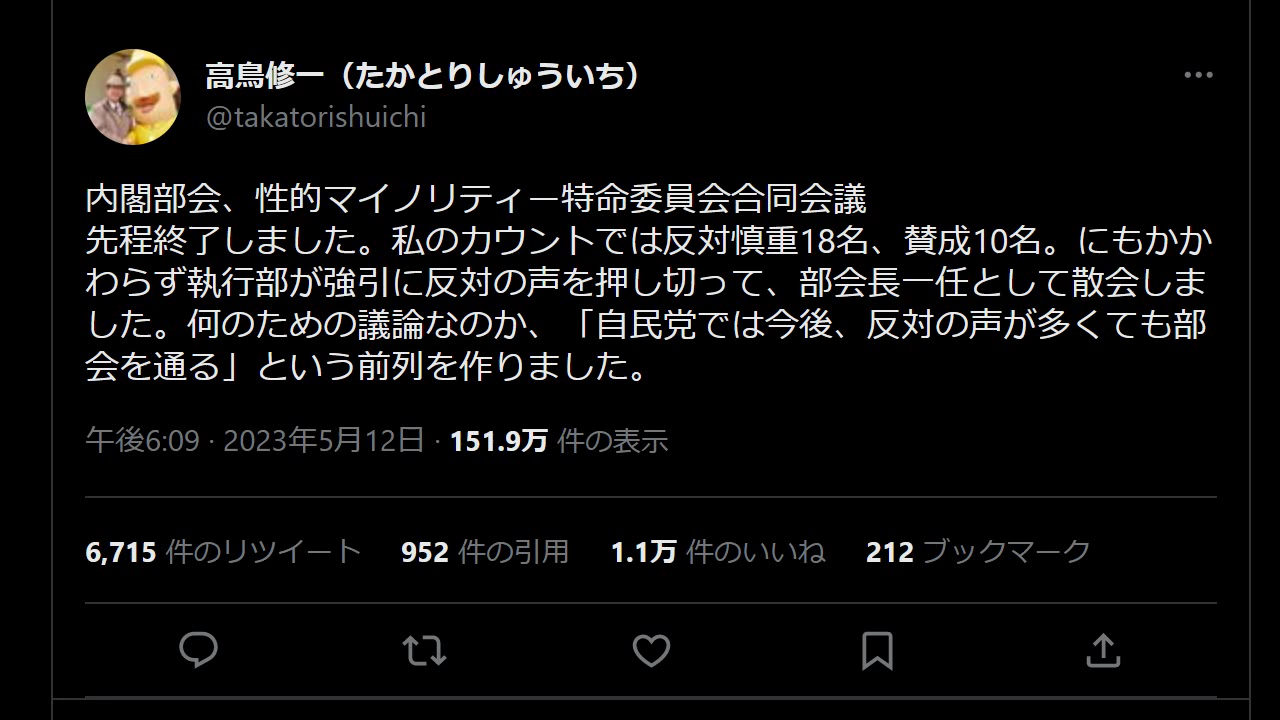 高鳥修一（たかとりしゅういち）
@takatorishuichi
内閣部会、性的マイノリティー特命委員会合同会議
先程終了しました。私のカウントでは反対慎重18名、賛成10名。にもかか
わらず執行部が強引に反対の声を押し切って、部会長一任として散会しま
した。何のための議論なのか、「自民党では今後、反対の声が多くても部
会を通る」という前列を作りました。
午後6:09 · 2023年5月12日 · 151.9万 件の表示
6,715 件のリツイート 952 件の引用 1.1万 件のいいね 212 ブックマーク